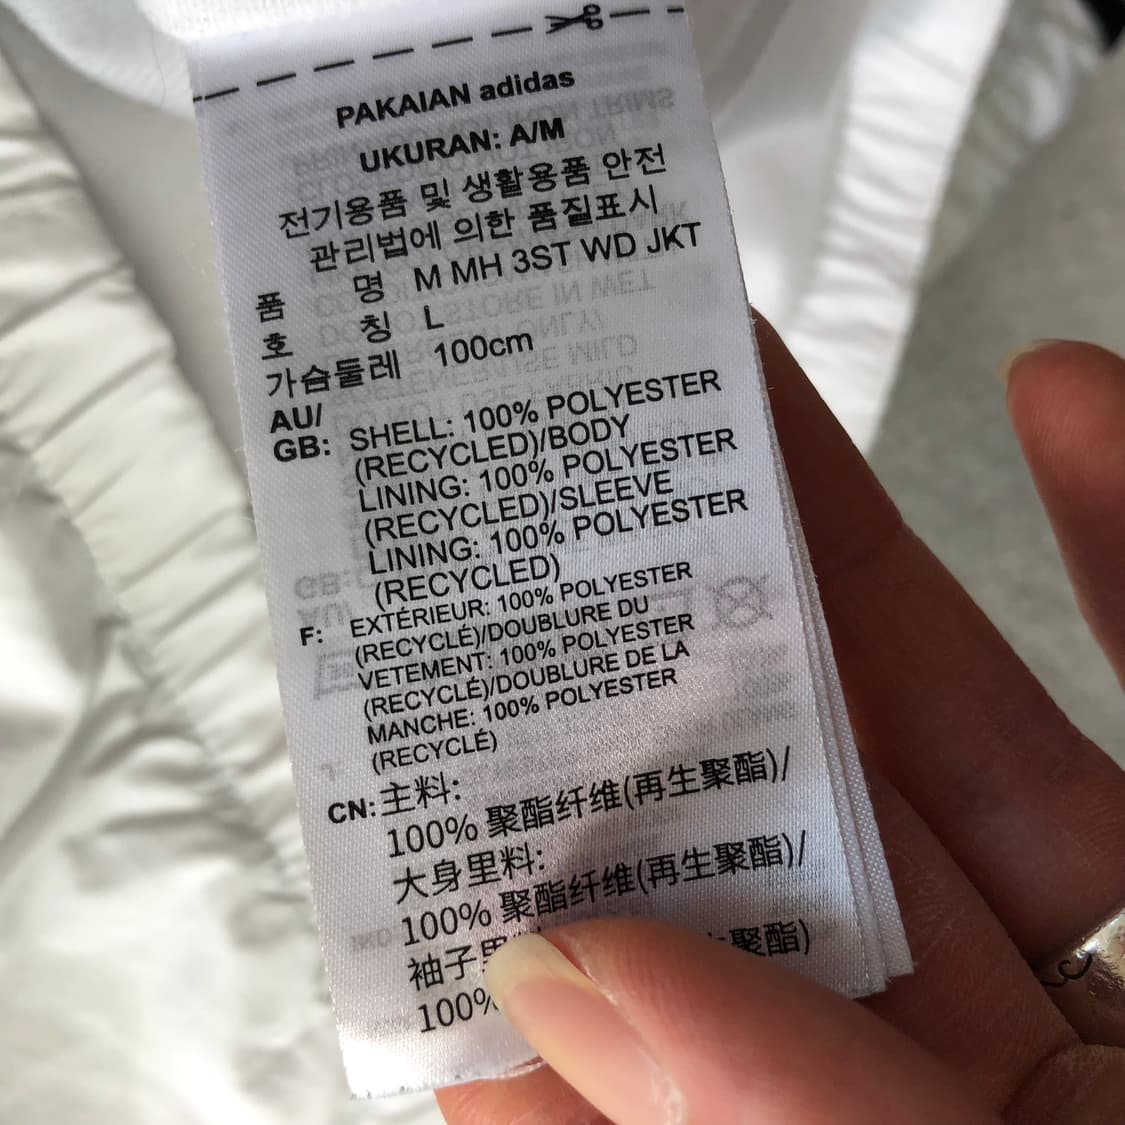 PAKAIAN adidas
UKURAN: A/M
전기용품 및 생활용품 안전
관리법에 의한 품질표시
품 명 M MH 3ST WD JKT
호 칭 L
가슴둘레 100cm
AU/
GB: SHELL: 100% POLYESTER
(RECYCLED)/BODY
LINING: 100% POLYESTER
(RECYCLED)/SLEEVE
LINING: 100% POLYESTER
(RECYCLED)
F: EXTÉRIEUR: 100% POLYESTER
(RECYCLÉ)/DOUBLURE DU
VETEMENT: 100% POLYESTER
(RECYCLÉ)/DOUBLURE DE LA
MANCHE: 100% POLYESTER
(RECYCLÉ)
CN: 主料:
100% 聚酯纤维(再生聚酯)/
大身里料:
100% 聚酯纤维(再生聚酯)/
袖子
100% 聚酯)